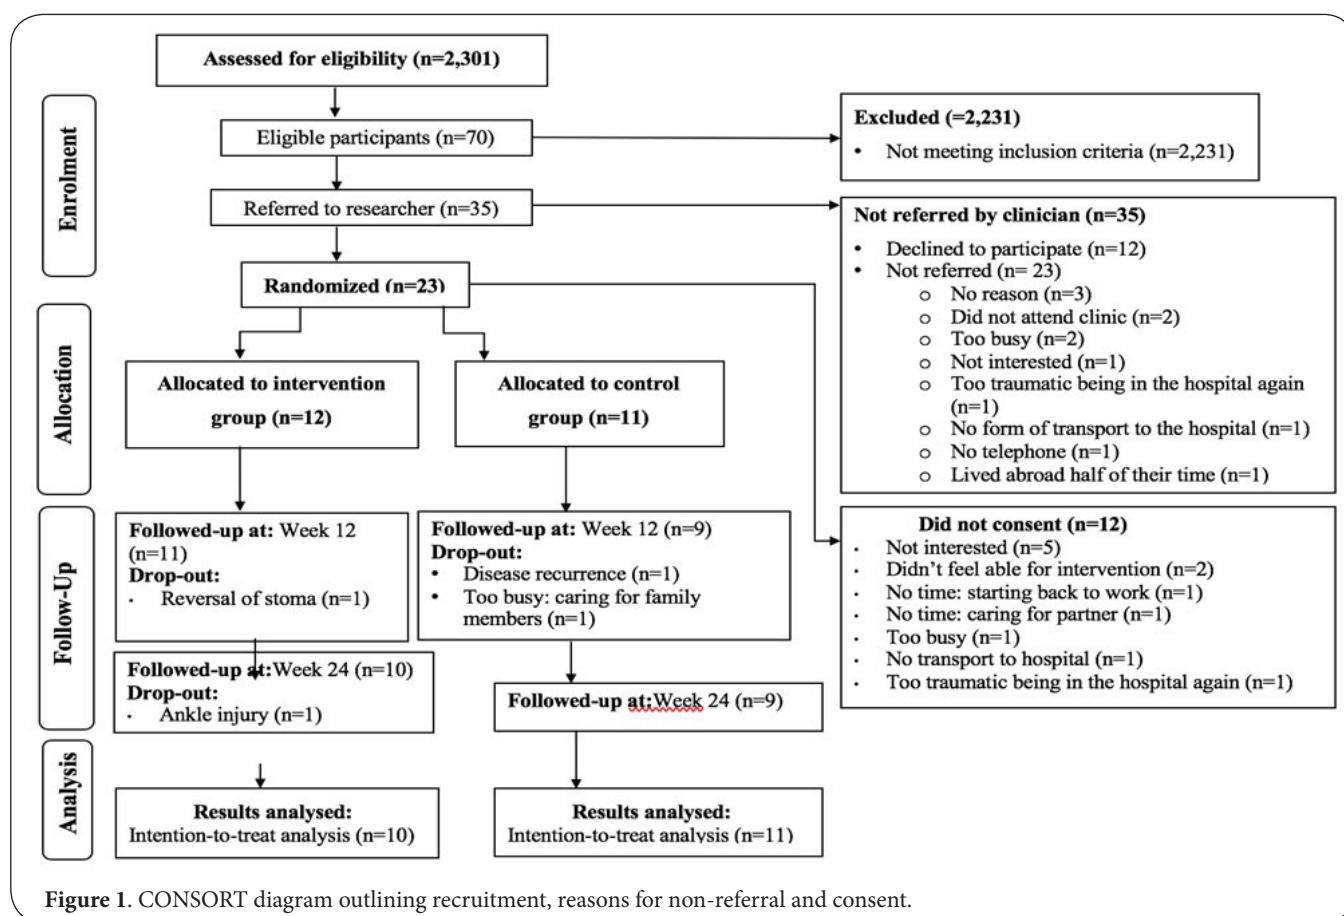 Assessed for eligibility (n=2,301)
Enrolment
Eligible participants (n=70)
Excluded (=2,231)
• Not meeting inclusion criteria (n=2,231)
Referred to researcher (n=35)
Not referred by clinician (n=35)
• Declined to participate (n=12)
• Not referred (n= 23)
o No reason (n=3)
o Did not attend clinic (n=2)
o Too busy (n=2)
o Not interested (n=1)
o Too traumatic being in the hospital again
(n=1)
o No form of transport to the hospital (n=1)
o No telephone (n=1)
o Lived abroad half of their time (n=1)
Randomized (n=23)
Did not consent (n=12)
· Not interested (n=5)
· Didn’t feel able for intervention (n=2)
· No time: starting back to work (n=1)
· No time: caring for partner (n=1)
· Too busy (n=1)
· No transport to hospital (n=1)
· Too traumatic being in the hospital again (n=1)
Allocation
Allocated to intervention
group (n=12)
Allocated to control
group (n=11)
Follow-Up
Followed-up at: Week 12
(n=11)
Drop-out:
· Reversal of stoma (n=1)
Followed-up at: Week 12 (n=9)
Drop-out:
• Disease recurrence (n=1)
• Too busy: caring for family
members (n=1)
Followed-up at:Week 24 (n=10)
Drop-out:
· Ankle injury (n=1)
Followed-up at:Week 24 (n=9)
Analysis
Results analysed:
Intention-to-treat analysis (n=10)
Results analysed:
Intention-to-treat analysis (n=11)
Figure 1. CONSORT diagram outlining recruitment, reasons for non-referral and consent.